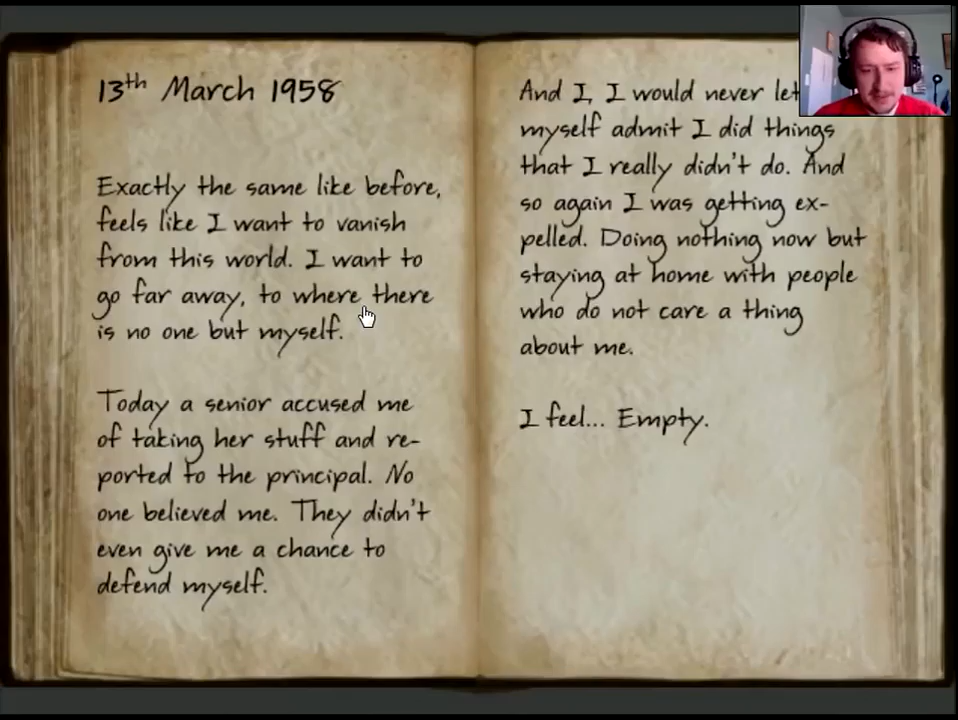 13th March 1958
Exactly the same like before,
feels like I want to vanish
from this world. I want to
go far away, to where there
is no one but myself.
Today a senior accused me
of taking her stuff and re-
ported to the principal. No
one believed me. They didn't
even give me a chance to
defend myself.
And I, I would never let
myself admit I did things
that I really didn't do. And
so again I was getting ex-
pelled. Doing nothing now but
staying at home with people
who do not care a thing
about me.
I feel... Empty.